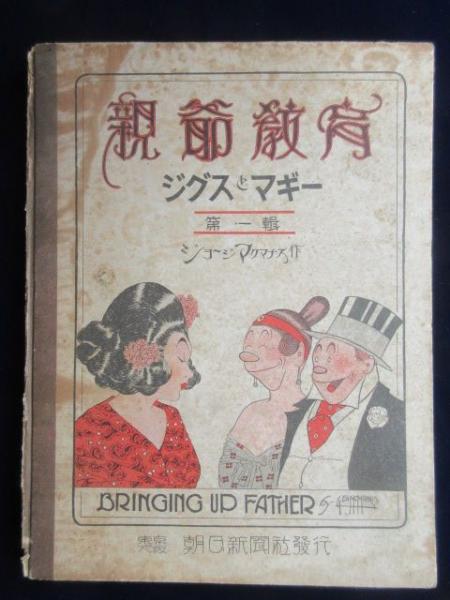 親爺教育
ジグスとマギー
第一輯
ジョージマクマナス作
BRINGING UP FATHER
東京 朝日新聞社發行